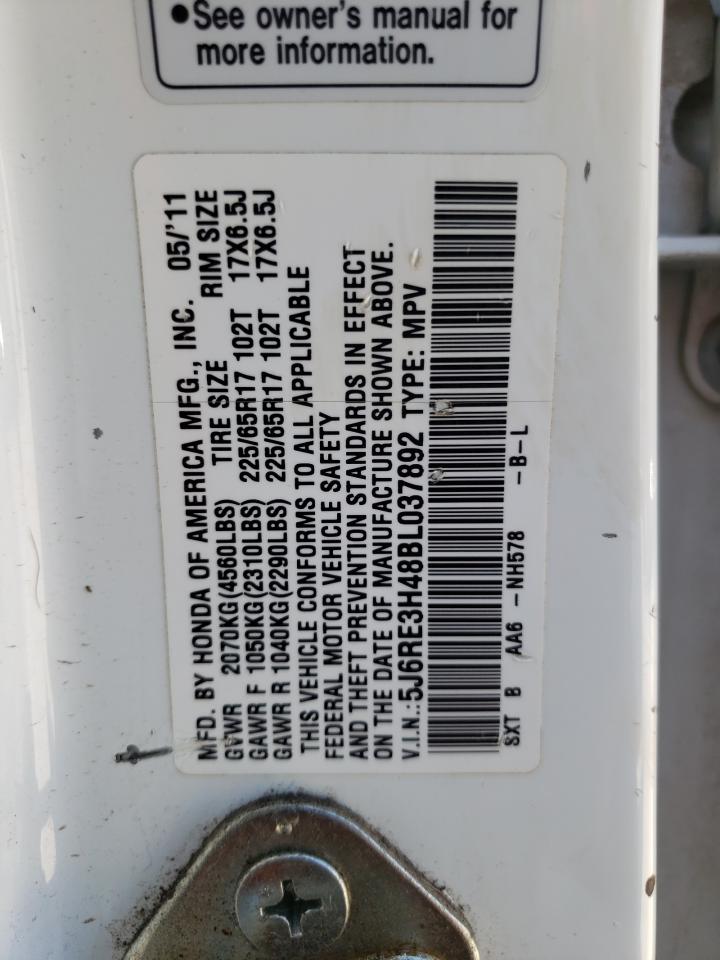 •See owner's manual for
more information.
MFD. BY HONDA OF AMERICA MFG., INC. 05/'11
GVWR 2070KG(4560LBS) TIRE SIZE RIM SIZE
GAWR F 1050KG(2310LBS) 225/65R17 102T 17X6.5J
GAWR R 1040KG(2290LBS) 225/65R17 102T 17X6.5J
THIS VEHICLE CONFORMS TO ALL APPLICABLE
FEDERAL MOTOR VEHICLE SAFETY
AND THEFT PREVENTION STANDARDS IN EFFECT
ON THE DATE OF MANUFACTURE SHOWN ABOVE.
V.I.N.:5J6RE3H48BL037892 TYPE: MPV
SXT B AA6 -NH578 -B-L